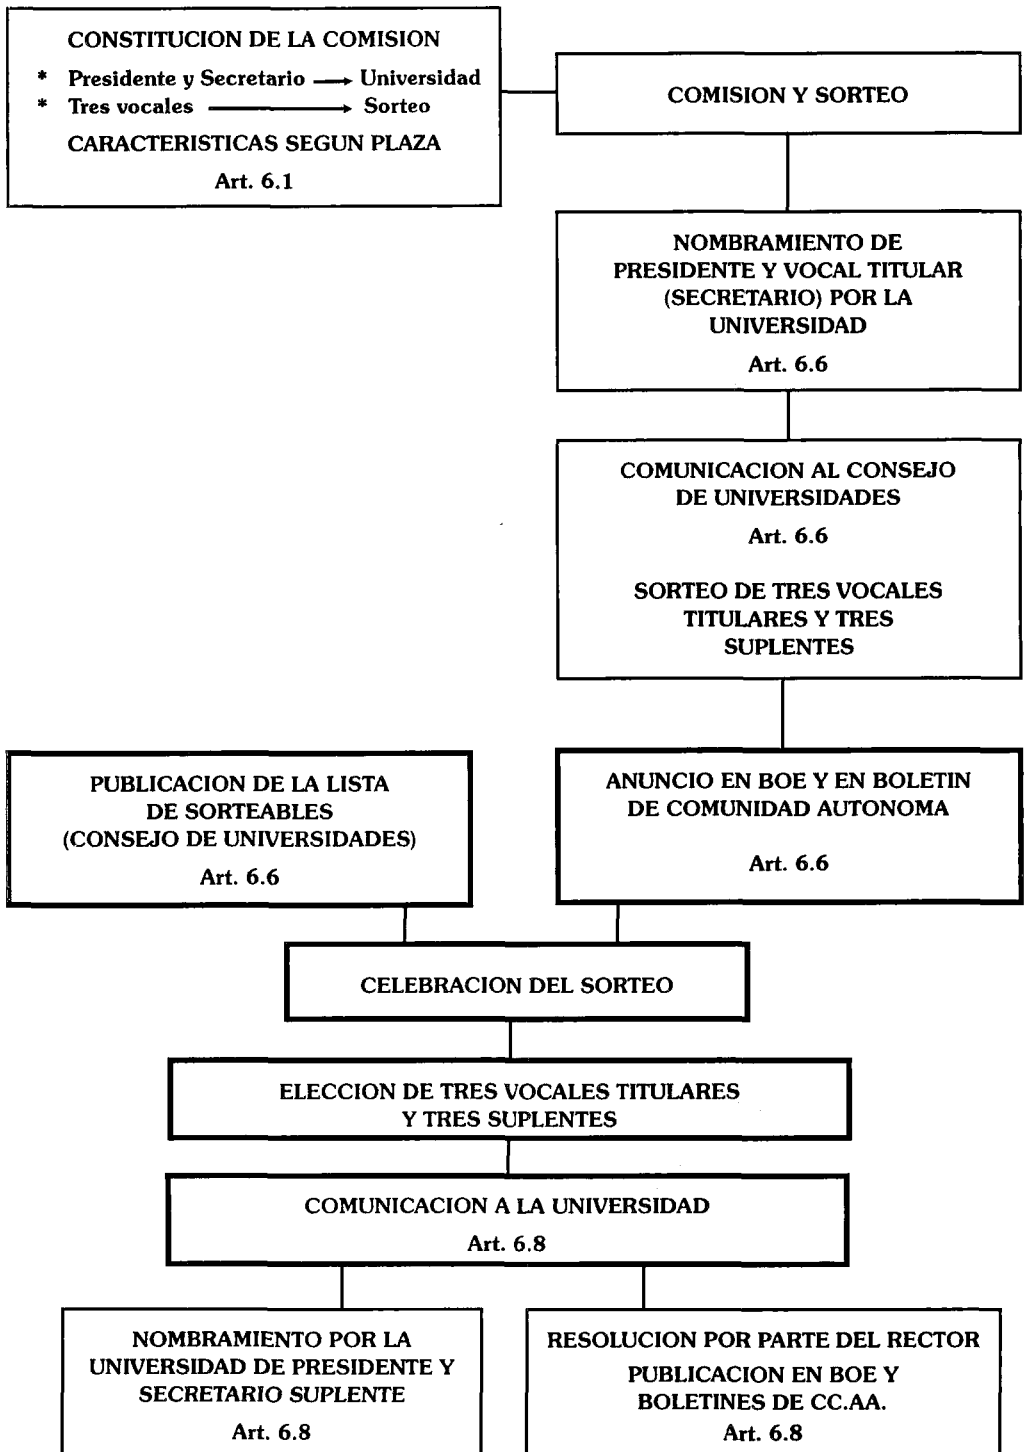 CONSTITUCION DE LA COMISION
* Presidente y Secretario → Universidad
* Tres vocales → Sorteo
CARACTERISTICAS SEGUN PLAZA
Art. 6.1
COMISION Y SORTEO
NOMBRAMIENTO DE
PRESIDENTE Y VOCAL TITULAR
(SECRETARIO) POR LA
UNIVERSIDAD
Art. 6.6
COMUNICACION AL CONSEJO
DE UNIVERSIDADES
Art. 6.6
SORTEO DE TRES VOCALES
TITULARES Y TRES
SUPLENTES
PUBLICACION DE LA LISTA
DE SORTEABLES
(CONSEJO DE UNIVERSIDADES)
Art. 6.6
ANUNCIO EN BOE Y EN BOLETIN
DE COMUNIDAD AUTONOMA
Art. 6.6
CELEBRACION DEL SORTEO
ELECCION DE TRES VOCALES TITULARES
Y TRES SUPLENTES
COMUNICACION A LA UNIVERSIDAD
Art. 6.8
NOMBRAMIENTO POR LA
UNIVERSIDAD DE PRESIDENTE Y
SECRETARIO SUPLENTE
Art. 6.8
RESOLUCION POR PARTE DEL RECTOR
PUBLICACION EN BOE Y
BOLETINES DE CC.AA.
Art. 6.8